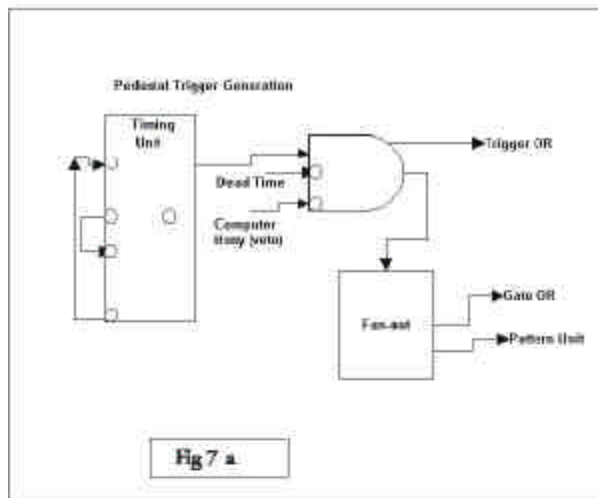 Pedestal Trigger Generation
Timing
Unit
Trigger OR
Dead Time
Computer
Busy (veto)
Gate OR
Fan-out
Pattern Unit
Fig 7 a